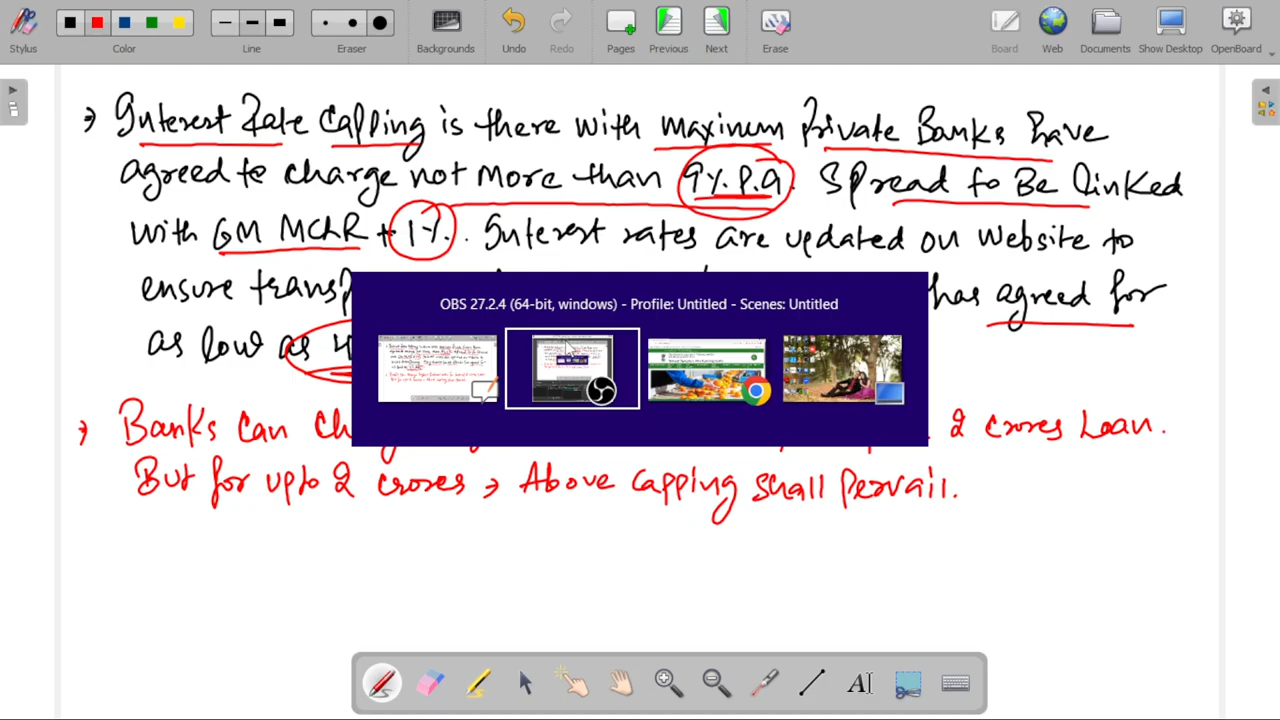 Stylus
Color
Line
Eraser
Backgrounds
Undo
Redo
Pages
Previous
Next
Erase
Board
Web
Documents
Show Desktop
OpenBoard
→ Interest Rate Capping is there with maximum Private Banks have
agreed to charge not more than 9%.P.a. Spread to Be linked
with 6M MCLR + 1%. Interest rates are updated on website to
ensure has agreed for
as low as
OBS 27.2.4 (64-bit, windows) - Profile: Untitled - Scenes: Untitled
→ Banks can 2 crores Loan.
But for upto 2 crores → Above Capping shall Pervail.